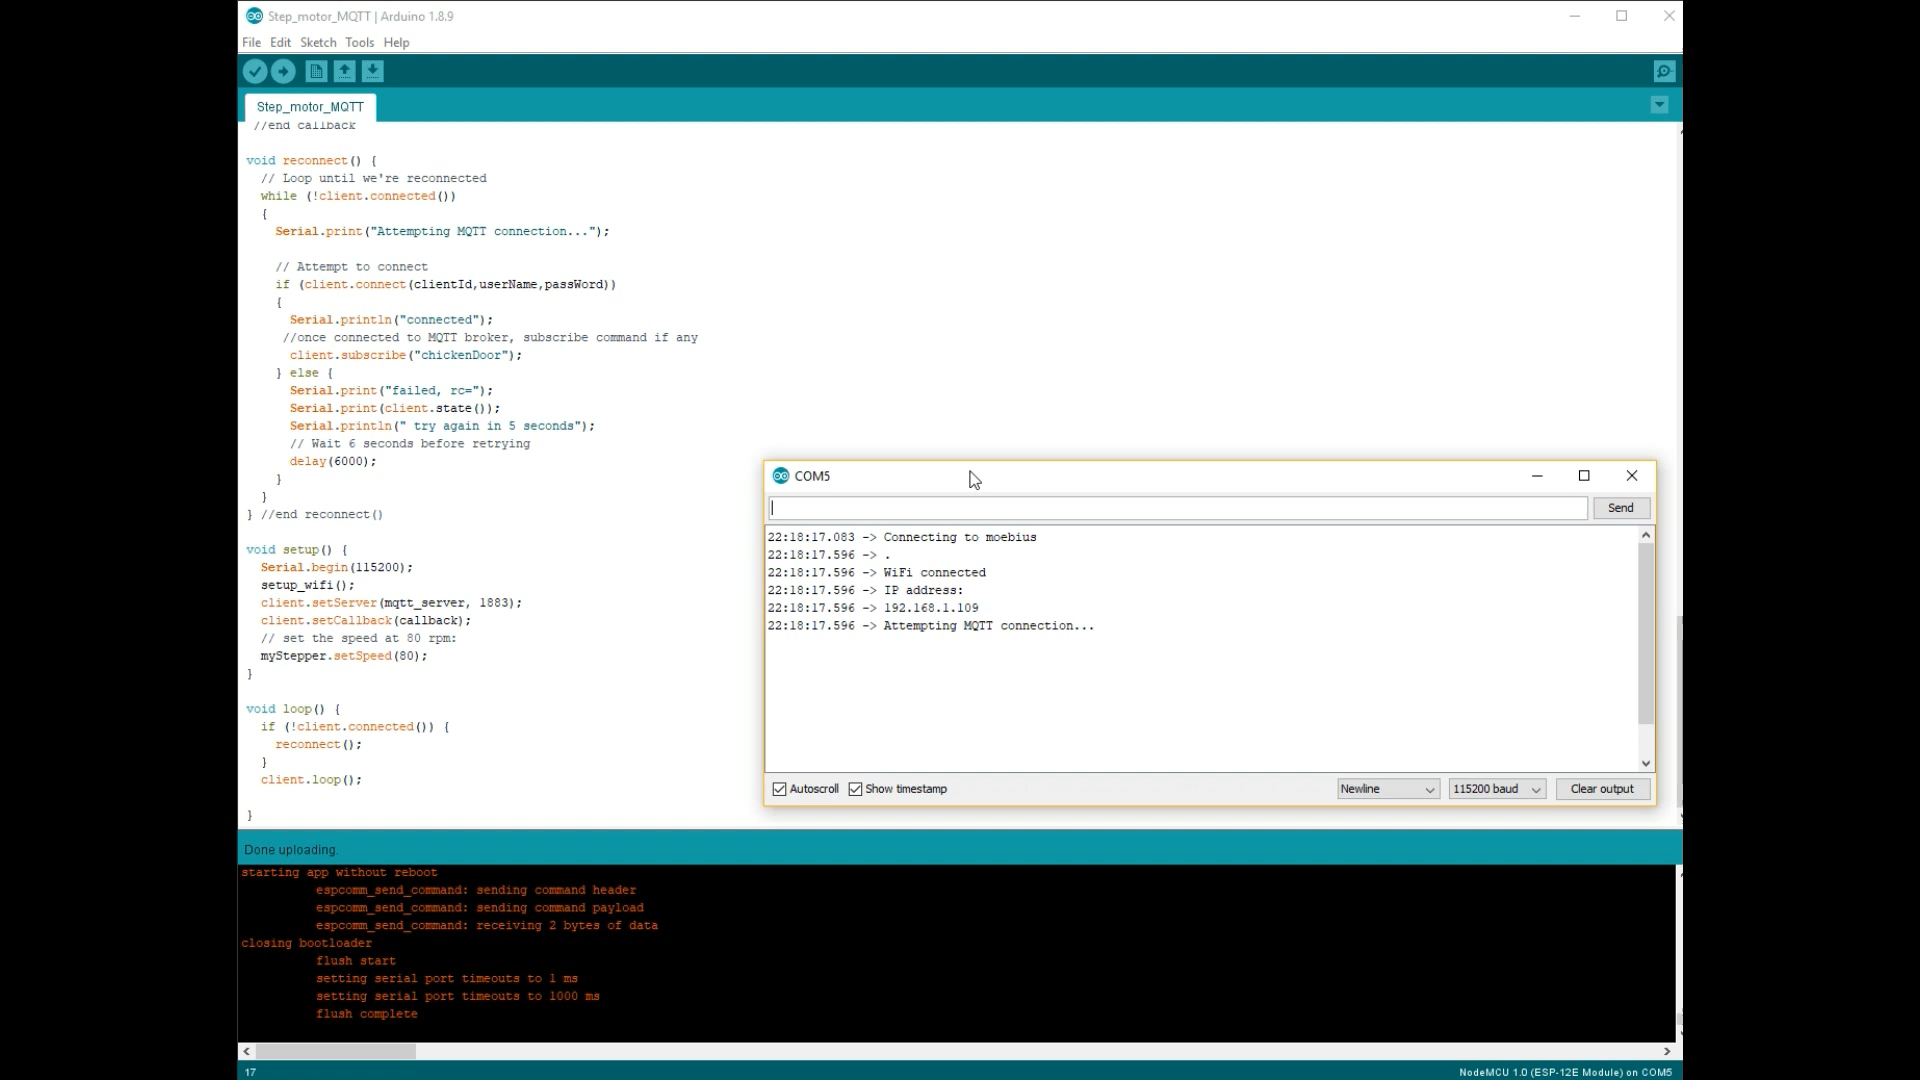 Step_motor_MQTT | Arduino 1.8.9
File Edit Sketch Tools Help
Step_motor_MQTT
//end callback
void reconnect() {
// Loop until we're reconnected
while (!client.connected())
{
Serial.print("Attempting MQTT connection...");
// Attempt to connect
if (client.connect(clientId,userName,passWord))
{
Serial.println("connected");
//once connected to MQTT broker, subscribe command if any
client.subscribe("chickenDoor");
} else {
Serial.print("failed, rc=");
Serial.print(client.state());
Serial.println(" try again in 5 seconds");
// Wait 6 seconds before retrying
delay(6000);
}
}
} //end reconnect()
void setup() {
Serial.begin(115200);
setup_wifi();
client.setServer(mqtt_server, 1883);
client.setCallback(callback);
// set the speed at 80 rpm:
myStepper.setSpeed(80);
}
void loop() {
if (!client.connected()) {
reconnect();
}
client.loop();
}
COM5
Send
22:18:17.083 -> Connecting to moebius
22:18:17.596 -> .
22:18:17.596 -> WiFi connected
22:18:17.596 -> IP address:
22:18:17.596 -> 192.168.1.109
22:18:17.596 -> Attempting MQTT connection...
Autoscroll Show timestamp Newline 115200 baud Clear output
Done uploading.
starting app without reboot
espcomm_send_command: sending command header
espcomm_send_command: sending command payload
espcomm_send_command: receiving 2 bytes of data
closing bootloader
flush start
setting serial port timeouts to 1 ms
setting serial port timeouts to 1000 ms
flush complete
17 NodeMCU 1.0 (ESP-12E Module) on COM5